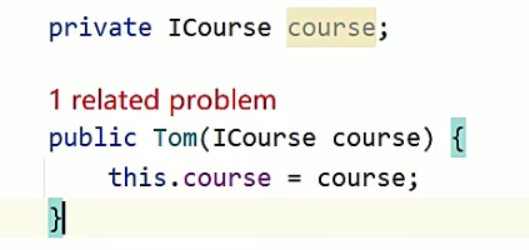 private ICourse course;
1 related problem
public Tom(ICourse course) {
this.course = course;
}